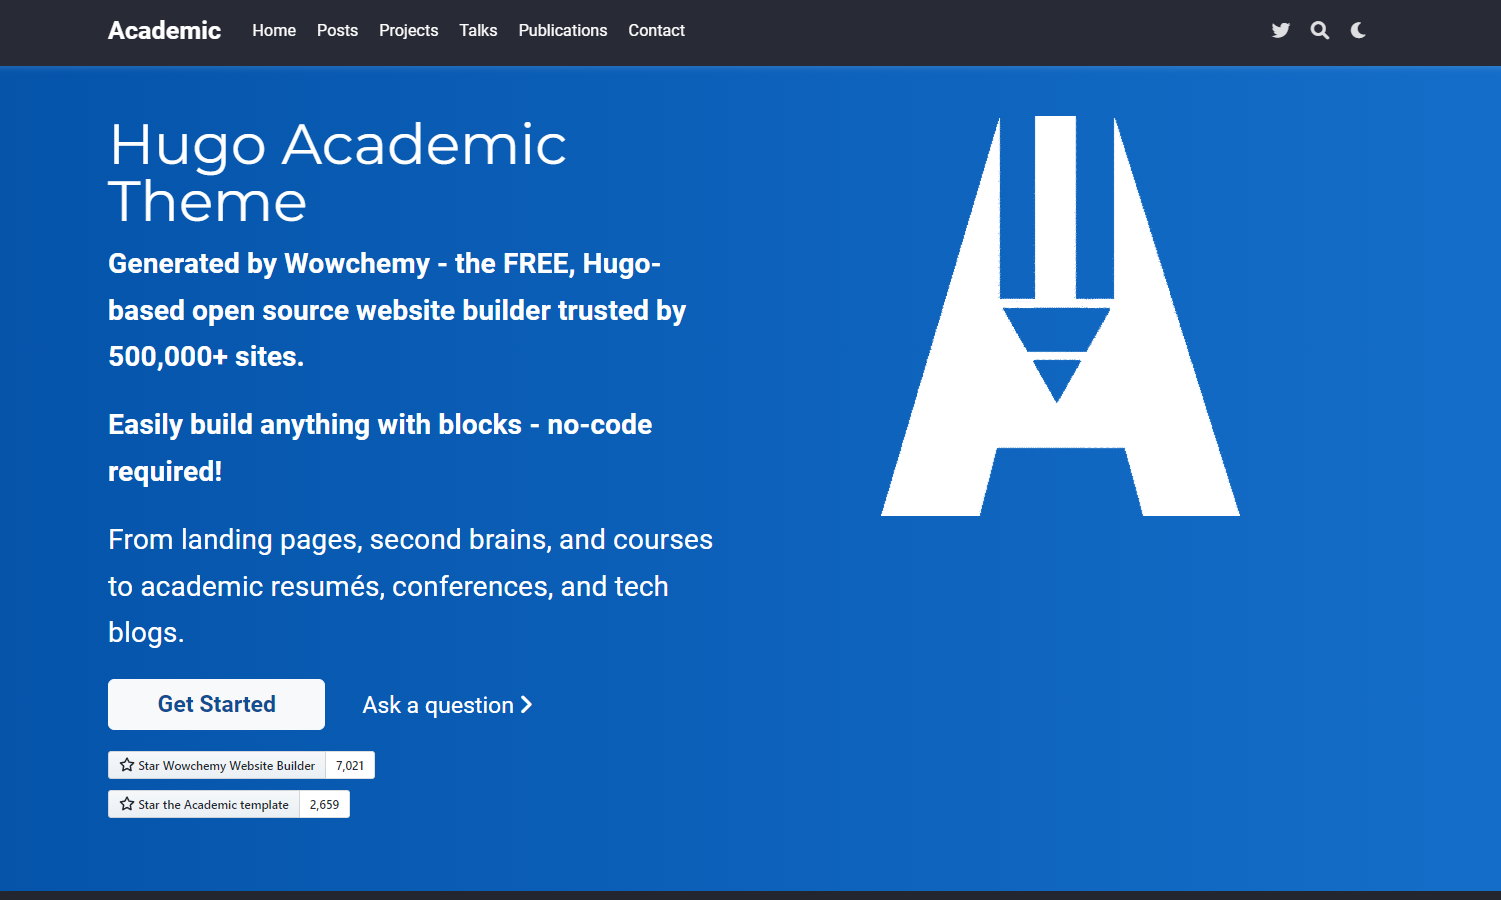 Academic Home Posts Projects Talks Publications Contact
Hugo Academic
Theme
Generated by Wowchemy - the FREE, Hugo-
based open source website builder trusted by
500,000+ sites.
Easily build anything with blocks - no-code
required!
From landing pages, second brains, and courses
to academic resumés, conferences, and tech
blogs.
Get Started Ask a question
Star Wowchemy Website Builder 7,021
Star the Academic template 2,659